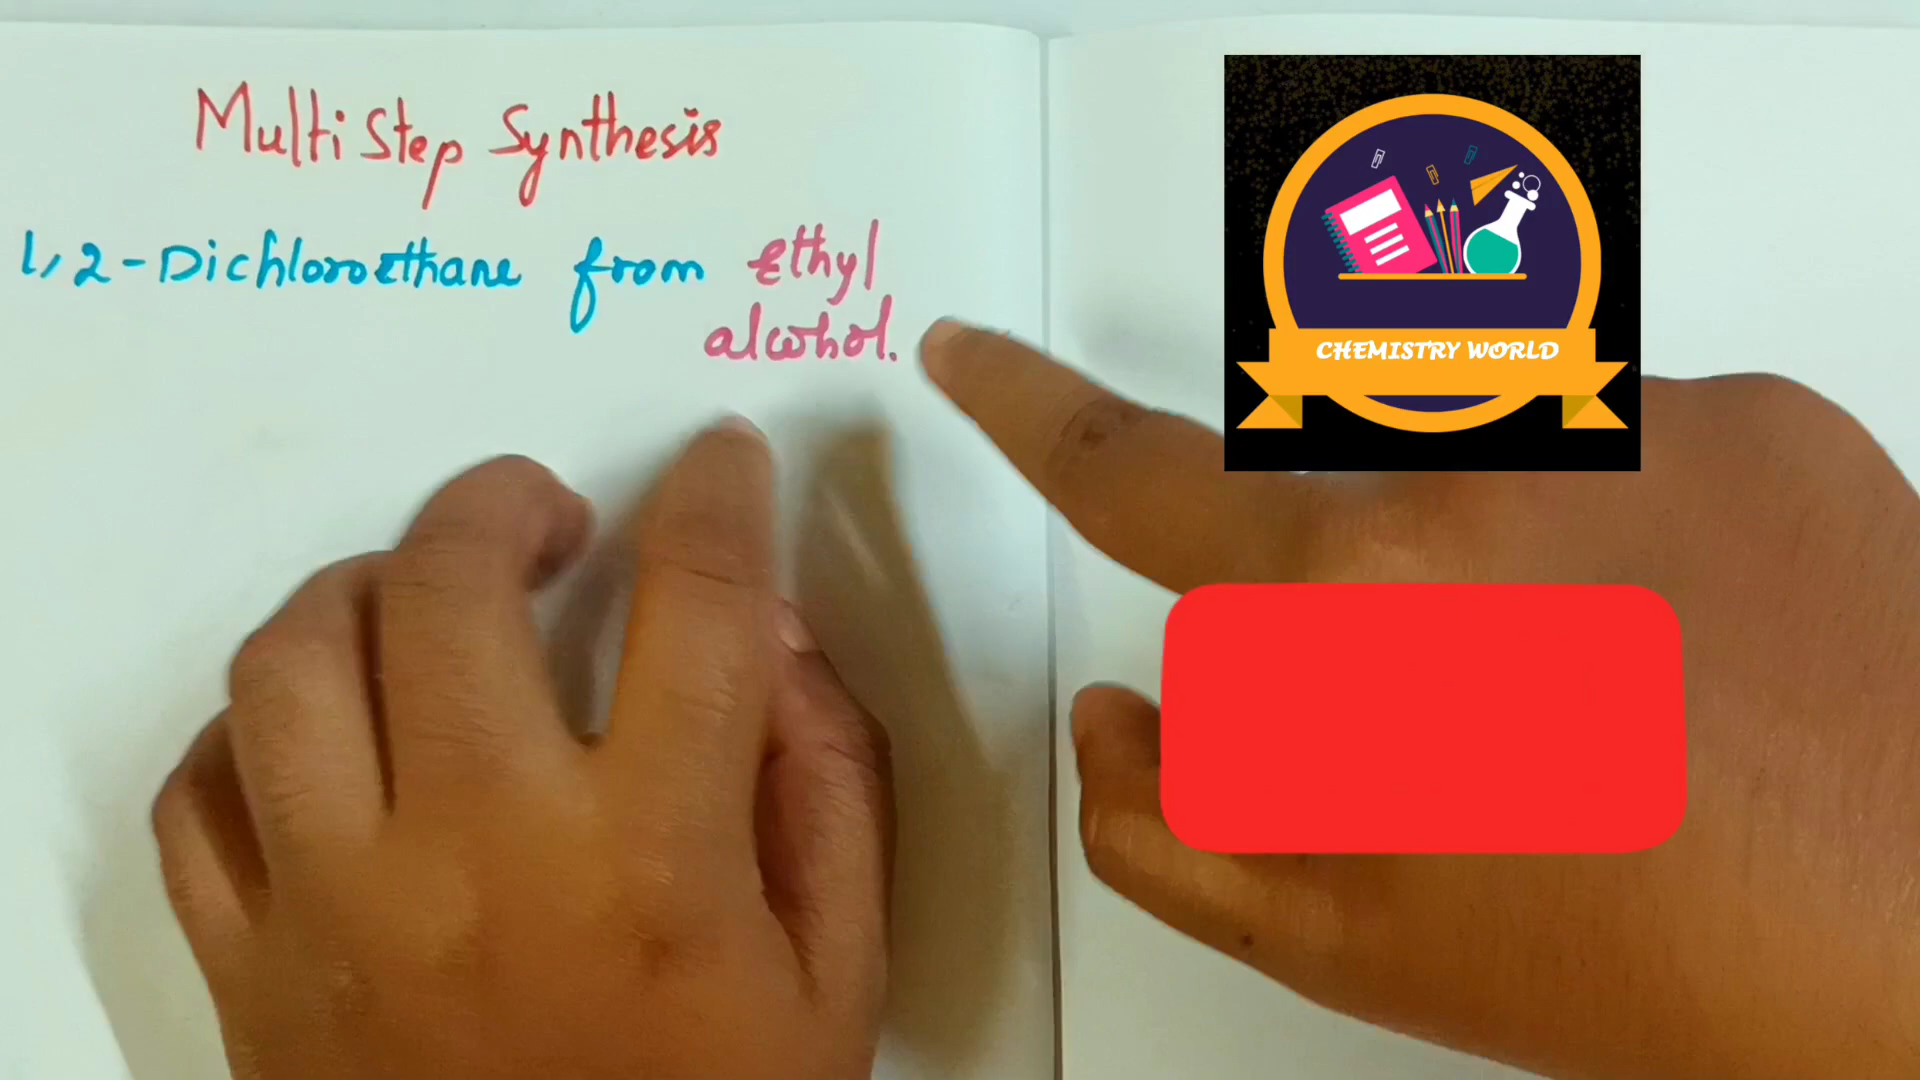 Multi Step Synthesis
1,2-Dichloroethane from ethyl
alcohol.
CHEMISTRY WORLD